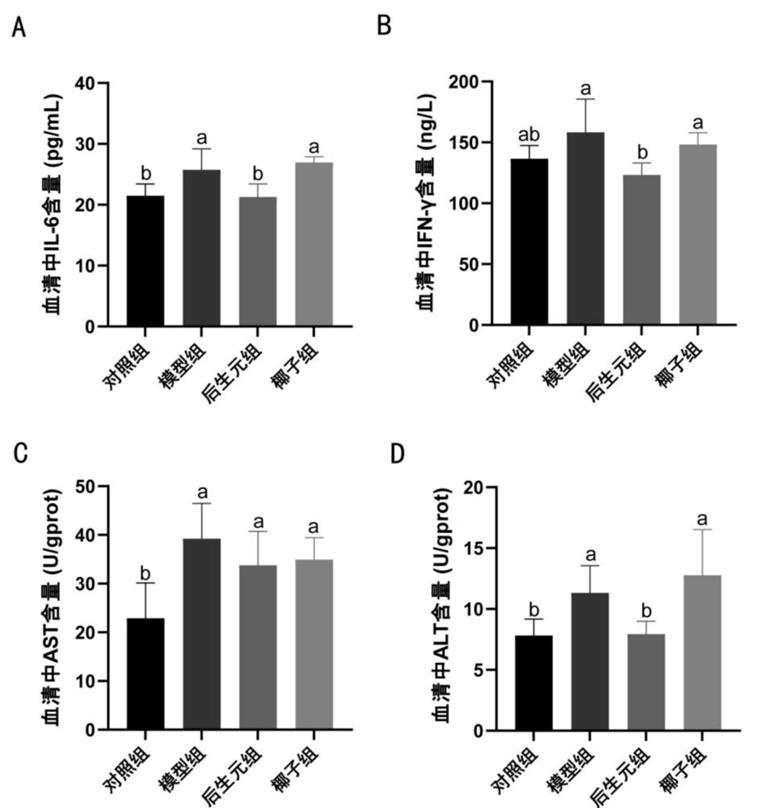 A
血清中IL-6含量 (pg/mL)
40
30
20
10
0
b
a
b
a
对照组
模型组
后生元组
椰子组
B
血清中IFN-γ含量 (ng/L)
200
150
100
50
0
ab
a
b
a
对照组
模型组
后生元组
椰子组
C
血清中AST含量 (U/gprot)
50
40
30
20
10
0
b
a
a
a
对照组
模型组
后生元组
椰子组
D
血清中ALT含量 (U/gprot)
20
15
10
5
0
b
a
b
a
对照组
模型组
后生元组
椰子组